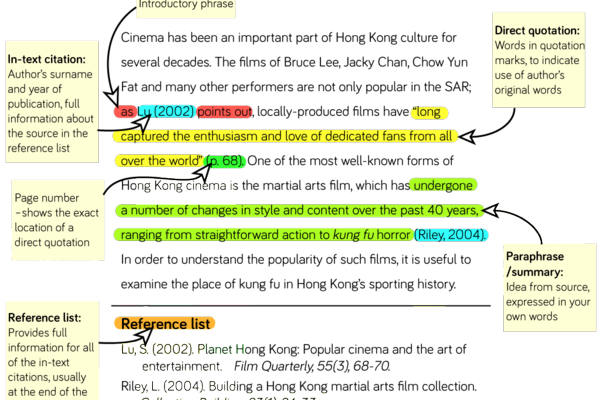 Introductory phrase
Cinema has been an important part of Hong Kong culture for
several decades. The films of Bruce Lee, Jacky Chan, Chow Yun
Fat and many other performers are not only popular in the SAR;
as Lu (2002) points out, locally-produced films have "long
captured the enthusiasm and love of dedicated fans from all
over the world" (p. 68). One of the most well-known forms of
Hong Kong cinema is the martial arts film, which has undergone
a number of changes in style and content over the past 40 years,
ranging from straightforward action to kung fu horror (Riley, 2004).
In order to understand the popularity of such films, it is useful to
examine the place of kung fu in Hong Kong's sporting history.
In-text citation:
Author's surname
and year of
publication, full
information about
the source in the
reference list
Page number
–shows the exact
location of a
direct quotation
Direct quotation:
Words in quotation
marks, to indicate
use of author's
original words
Paraphrase
/summary:
Idea from source,
expressed in your
own words
Reference list:
Provides full
information for all
of the in-text
citations, usually
at the end of the
Reference list
Lu, S. (2002). Planet Hong Kong: Popular cinema and the art of
entertainment. Film Quarterly, 55(3), 68-70.
Riley, L. (2004). Building a Hong Kong martial arts film collection.